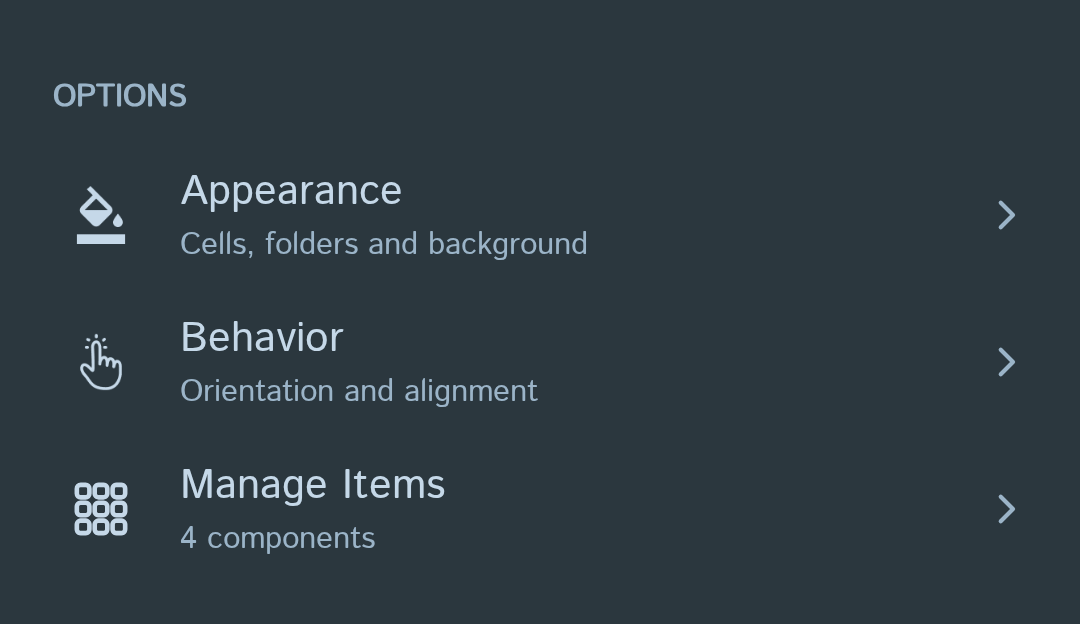 OPTIONS
Appearance
Cells, folders and background
Behavior
Orientation and alignment
Manage Items
4 components